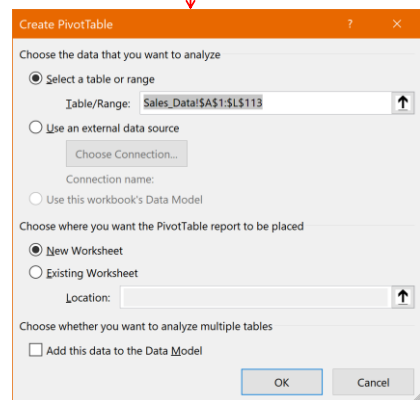 Create PivotTable ? ×
Choose the data that you want to analyze
Select a table or range
Table/Range: Sales_Data!$A$1:$L$113
Use an external data source
Choose Connection...
Connection name:
Use this workbook's Data Model
Choose where you want the PivotTable report to be placed
New Worksheet
Existing Worksheet
Location:
Choose whether you want to analyze multiple tables
Add this data to the Data Model
OK Cancel